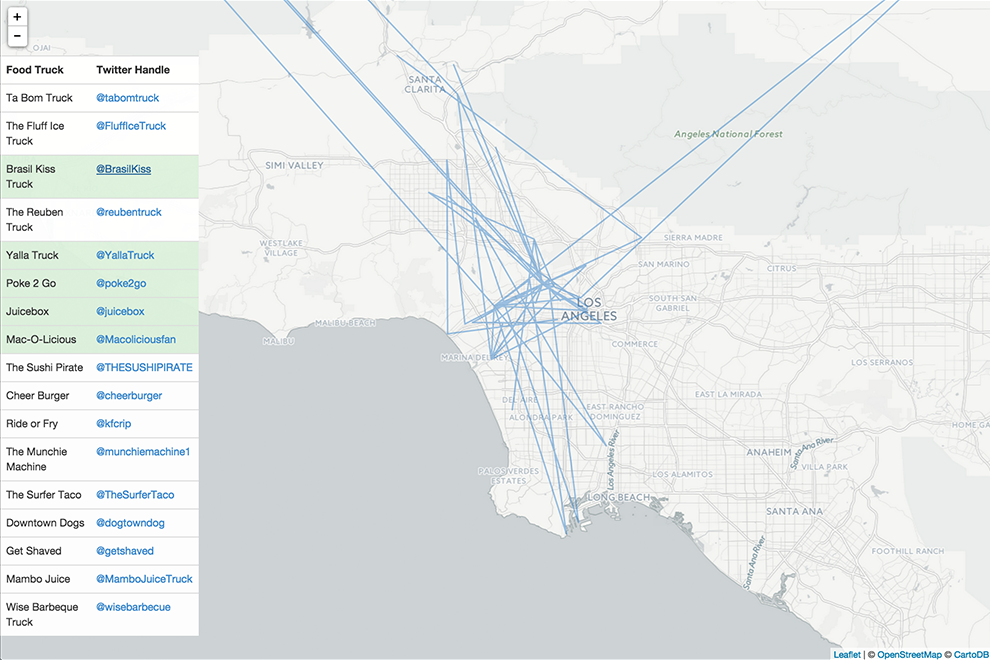 +
−
OJAI
Food Truck Twitter Handle
Ta Bom Truck @tabomtruck
The Fluff Ice
Truck @FluffIceTruck
Brasil Kiss
Truck @BrasilKiss
The Reuben
Truck @reubentruck
Yalla Truck @YallaTruck
Poke 2 Go @poke2go
Juicebox @juicebox
Mac-O-Licious @Macoliciousfan
The Sushi Pirate @THESUSHIPIRATE
Cheer Burger @cheerburger
Ride or Fry @kfcrip
The Munchie
Machine @munchiemachine1
The Surfer Taco @TheSurferTaco
Downtown Dogs @dogtowndog
Get Shaved @getshaved
Mambo Juice @MamboJuiceTruck
Wise Barbeque
Truck @wisebarbecue
SANTA
CLARITA
Angeles National Forest
SIMI VALLEY
WESTLAKE
VILLAGE
SIERRA MADRE
SAN MARINO
CITRUS
LOS
ANGELES
SOUTH SAN
GABRIEL
MALIBU BEACH
MALIBU
MARINA DEL REY
COMMERCE
LOS SERRANOS
DEL AIRE
ALONDRA PARK
EAST RANCHO
DOMINGUEZ
EAST LA MIRADA
HOME GA
Los Angeles River
ANAHEIM
Santa Ana River
VILLA PARK
PALOS VERDES
ESTATES
LOS ALAMITOS
LONG BEACH
SANTA ANA
Santa Ana River
FOOTHILL RANCH
Leaflet | © OpenStreetMap © CartoDB